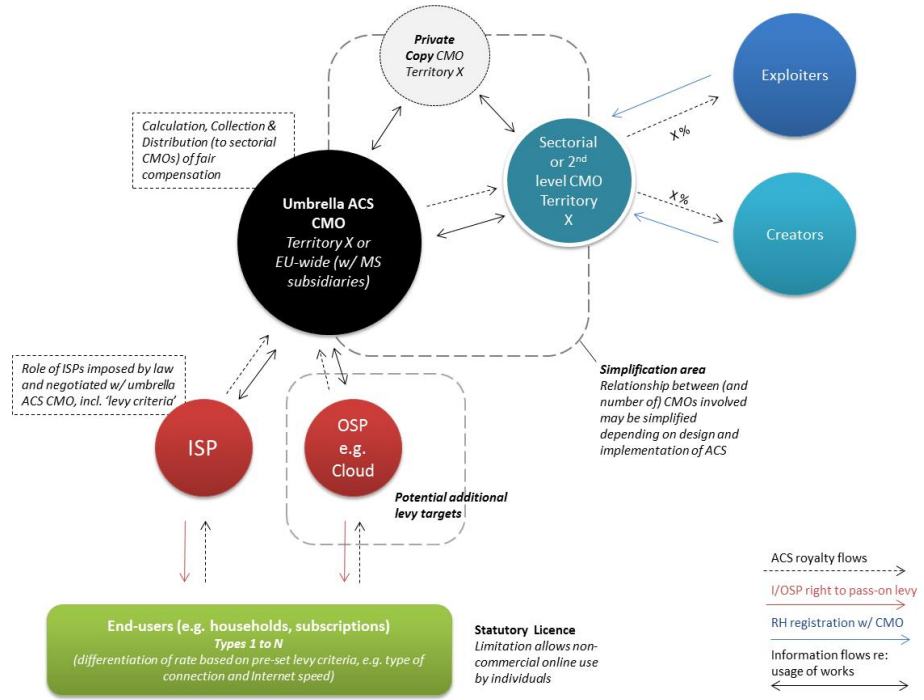 Private
Copy CMO
Territory X
Exploiters
Calculation, Collection &
Distribution (to sectorial
CMOs) of fair
compensation
Sectorial
or 2nd
level CMO
Territory
X
X %
X %
Umbrella ACS
CMO
Territory X or
EU-wide (w/ MS
subsidiaries)
Creators
Role of ISPs imposed by law
and negotiated w/ umbrella
ACS CMO, incl. ‘levy criteria’
Simplification area
Relationship between (and
number of) CMOs involved
may be simplified
depending on design and
implementation of ACS
ISP
OSP
e.g.
Cloud
Potential additional
levy targets
End-users (e.g. households, subscriptions)
Types 1 to N
(differentiation of rate based on pre-set levy criteria, e.g. type of
connection and Internet speed)
Statutory Licence
Limitation allows non-
commercial online use
by individuals
ACS royalty flows
I/OSP right to pass-on levy
RH registration w/ CMO
Information flows re:
usage of works